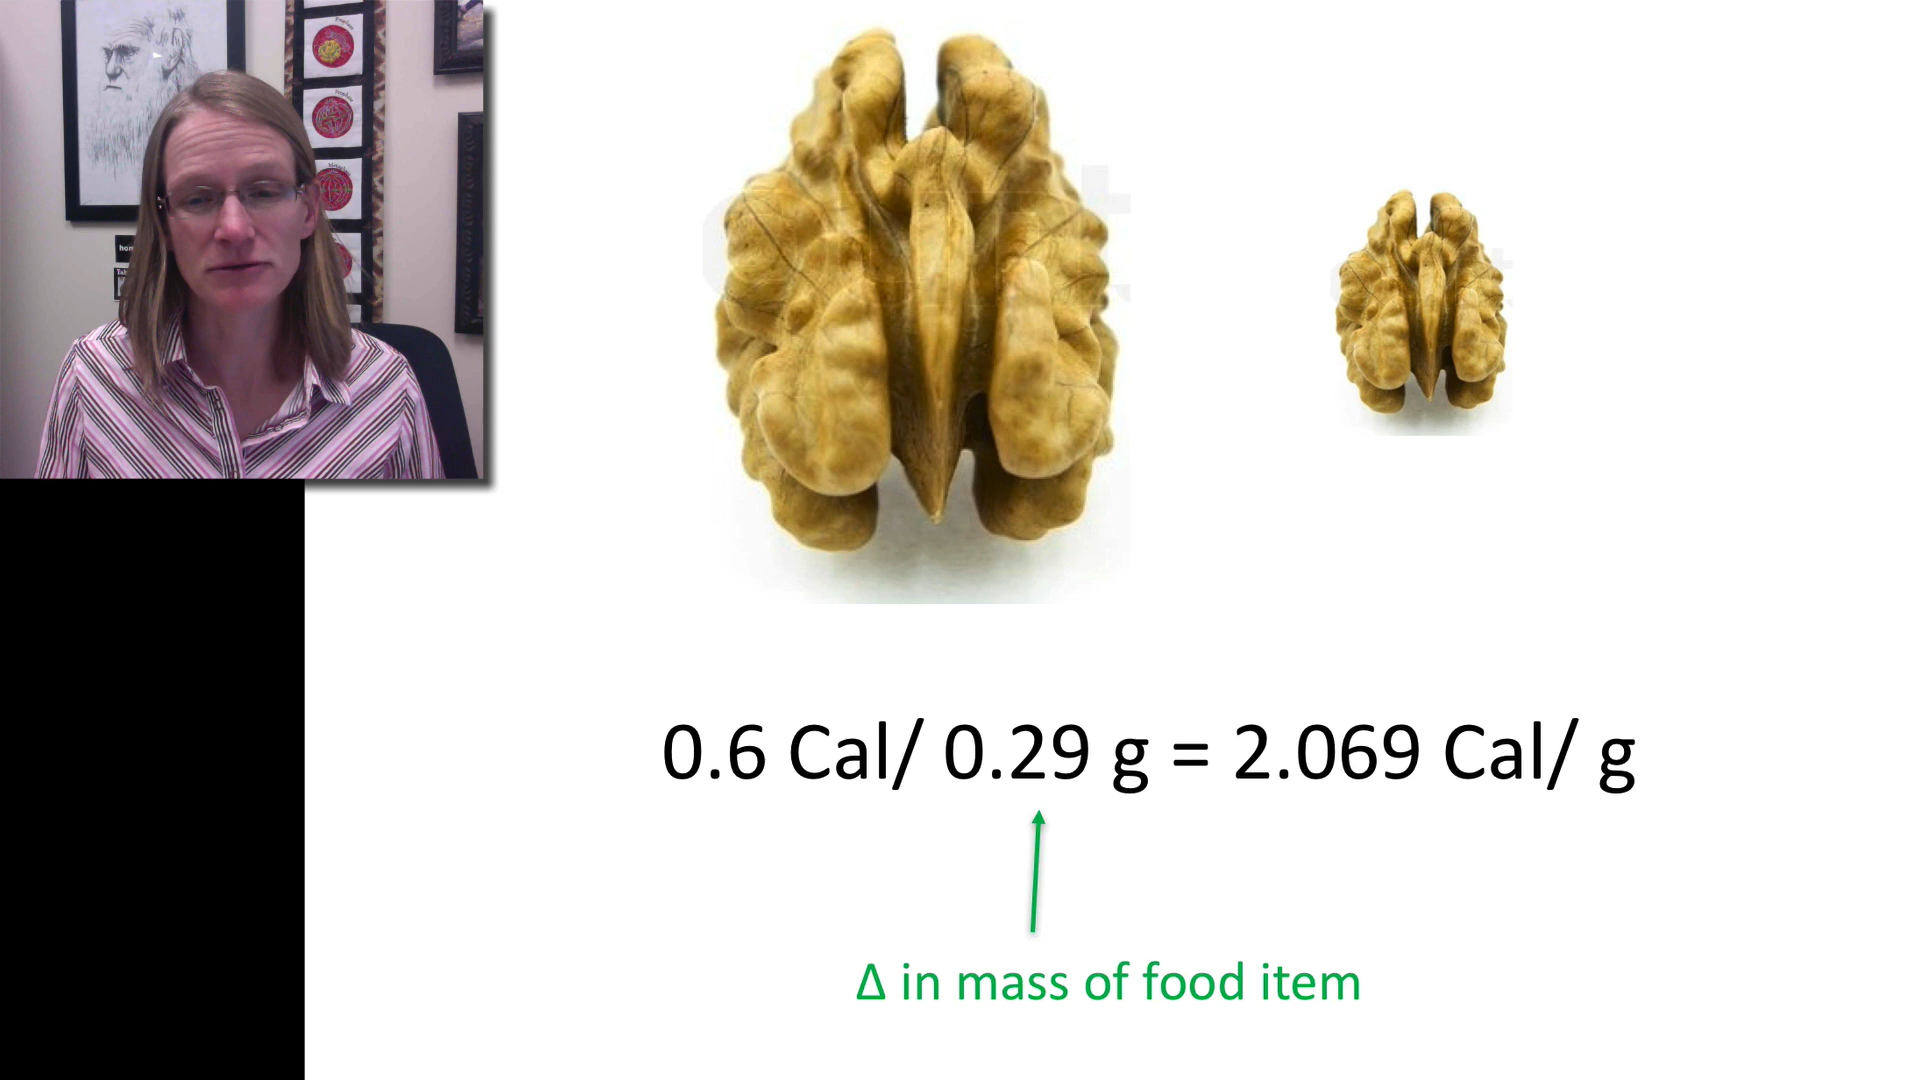 0.6 Cal/ 0.29 g = 2.069 Cal/ g
Δ in mass of food item